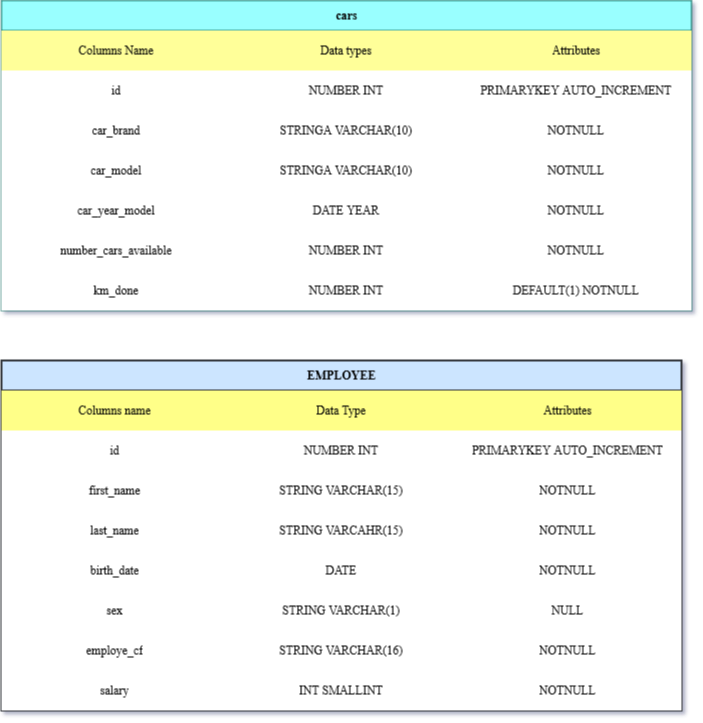 cars
Columns Name Data types Attributes
id NUMBER INT PRIMARYKEY AUTO_INCREMENT
car_brand STRINGA VARCHAR(10) NOTNULL
car_model STRINGA VARCHAR(10) NOTNULL
car_year_model DATE YEAR NOTNULL
number_cars_available NUMBER INT NOTNULL
km_done NUMBER INT DEFAULT(1) NOTNULL
EMPLOYEE
Columns name Data Type Attributes
id NUMBER INT PRIMARYKEY AUTO_INCREMENT
first_name STRING VARCHAR(15) NOTNULL
last_name STRING VARCAHR(15) NOTNULL
birth_date DATE NOTNULL
sex STRING VARCHAR(1) NULL
employe_cf STRING VARCHAR(16) NOTNULL
salary INT SMALLINT NOTNULL